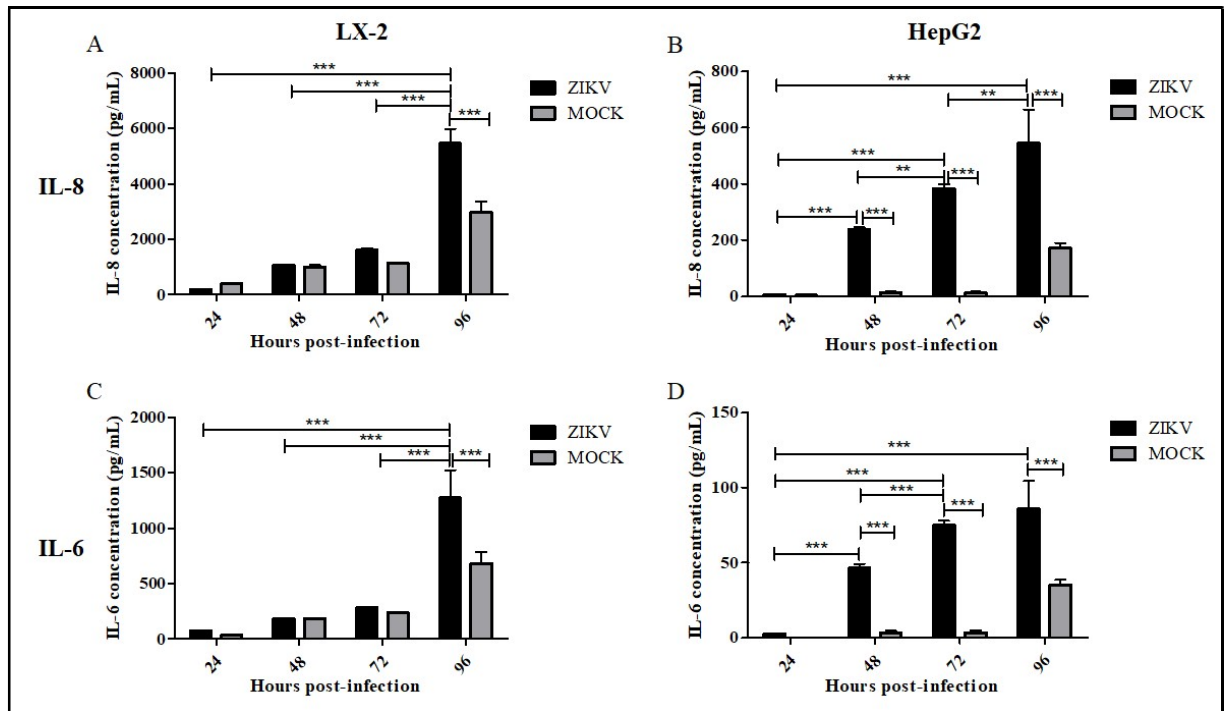 LX-2
HepG2
A
IL-8
IL-8 concentration (pg/mL)
8000
6000
4000
2000
0
***
***
***
***
ZIKV
MOCK
24
48
72
96
Hours post-infection
B
IL-8 concentration (pg/mL)
800
600
400
200
0
***
**
***
***
**
***
***
***
ZIKV
MOCK
24
48
72
96
Hours post-infection
C
IL-6
IL-6 concentration (pg/mL)
2000
1500
1000
500
0
***
***
***
***
ZIKV
MOCK
24
48
72
96
Hours post-infection
D
IL-6 concentration (pg/mL)
150
100
50
0
***
***
***
***
***
***
***
ZIKV
MOCK
24
48
72
96
Hours post-infection